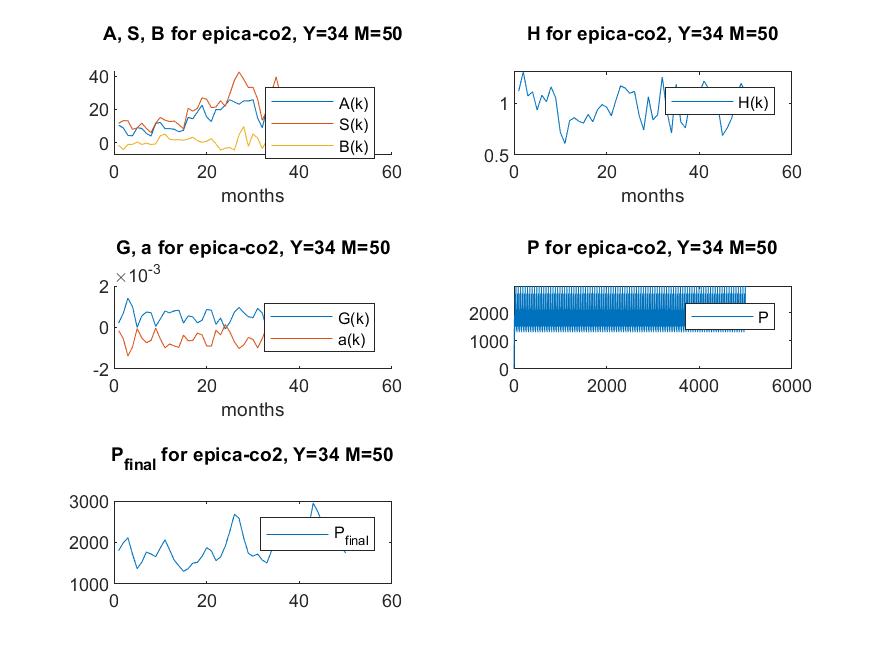 A, S, B for epica-co2, Y=34 M=50
40
20
0
A(k)
S(k)
B(k)
0 20 40 60
months
H for epica-co2, Y=34 M=50
1
0.5
H(k)
0 20 40 60
months
G, a for epica-co2, Y=34 M=50
×10-3
2
0
-2
G(k)
a(k)
0 20 40 60
months
P for epica-co2, Y=34 M=50
2000
1000
0
P
0 2000 4000 6000
Pfinal for epica-co2, Y=34 M=50
3000
2000
1000
Pfinal
0 20 40 60